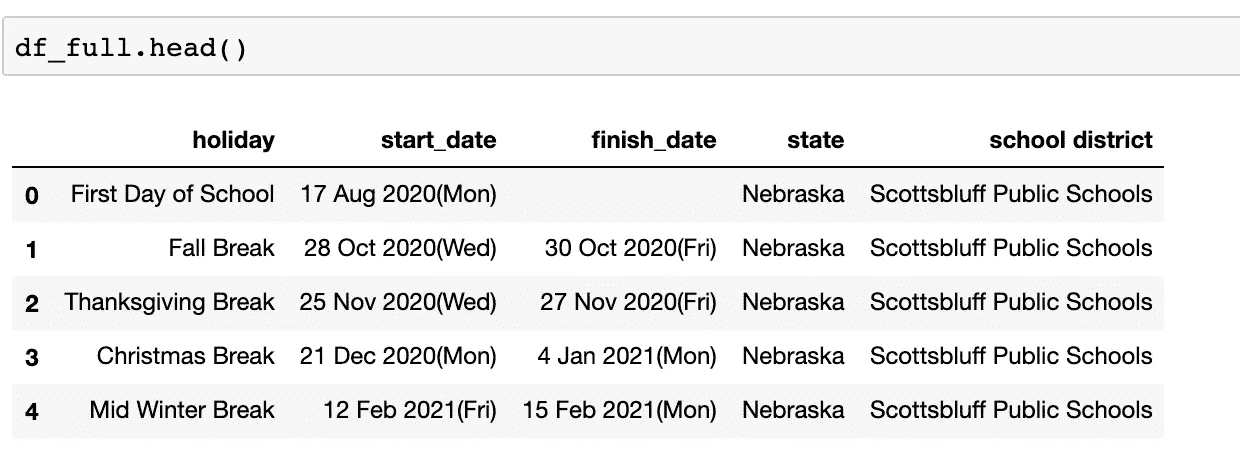 df_full.head()
holiday start_date finish_date state school district
0 First Day of School 17 Aug 2020(Mon) Nebraska Scottsbluff Public Schools
1 Fall Break 28 Oct 2020(Wed) 30 Oct 2020(Fri) Nebraska Scottsbluff Public Schools
2 Thanksgiving Break 25 Nov 2020(Wed) 27 Nov 2020(Fri) Nebraska Scottsbluff Public Schools
3 Christmas Break 21 Dec 2020(Mon) 4 Jan 2021(Mon) Nebraska Scottsbluff Public Schools
4 Mid Winter Break 12 Feb 2021(Fri) 15 Feb 2021(Mon) Nebraska Scottsbluff Public Schools